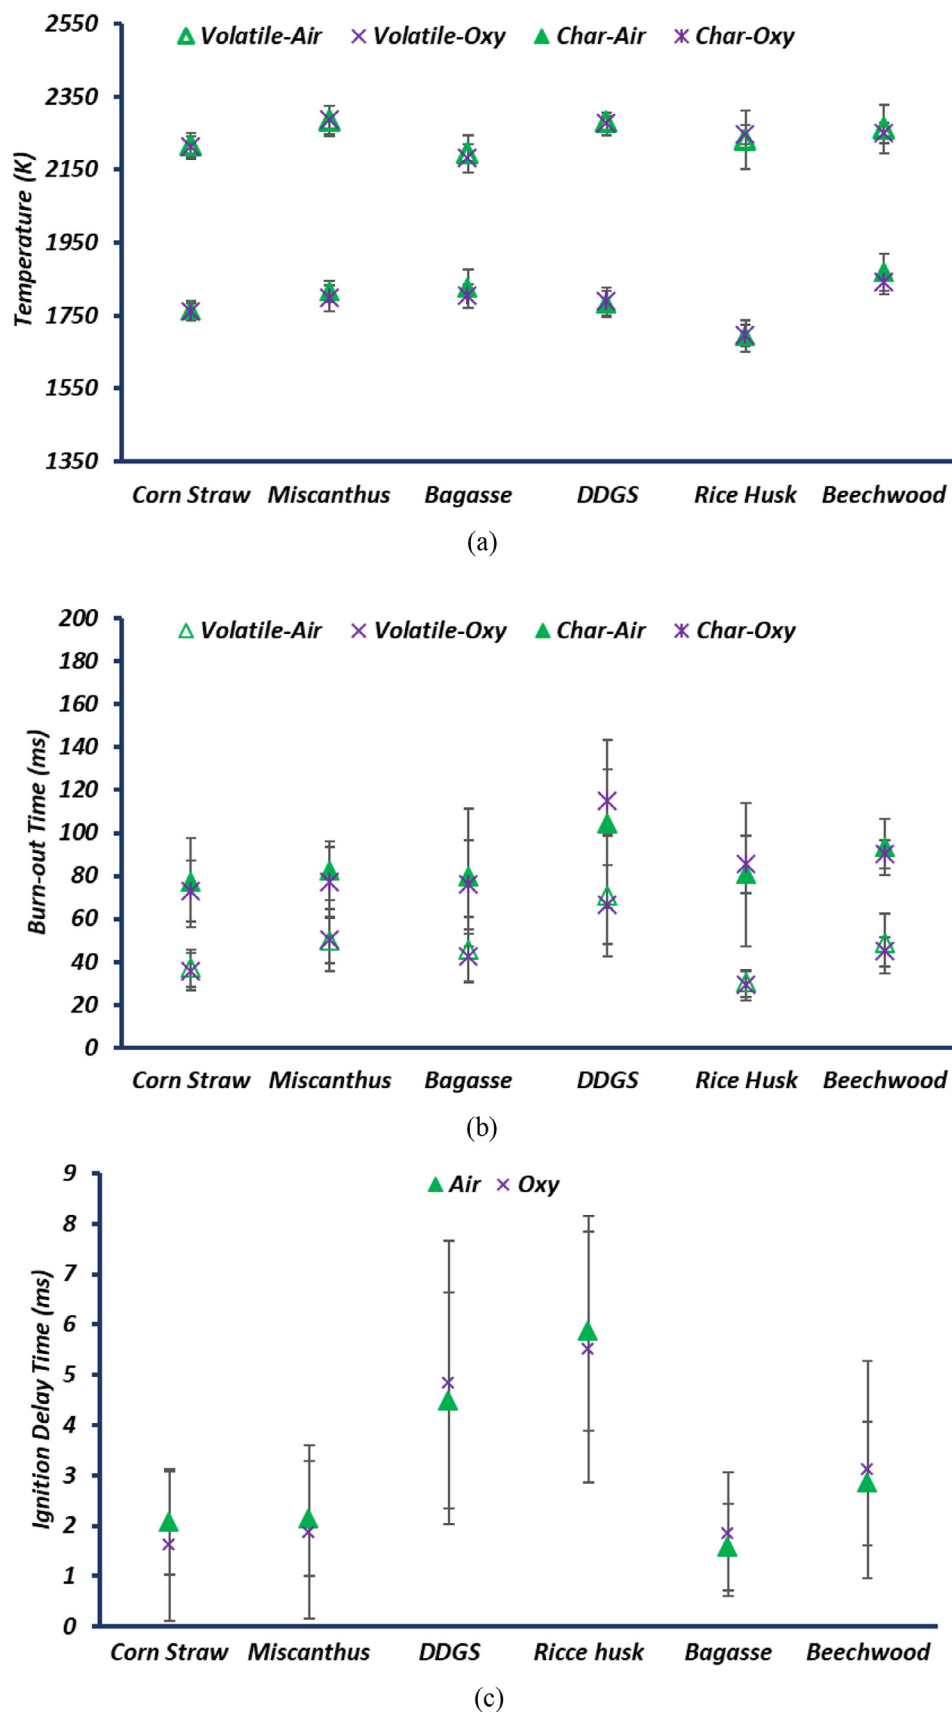 2550
Volatile-Air Volatile-Oxy Char-Air Char-Oxy
2350
2150
1950
1750
1550
1350
Temperature (K)
Corn Straw Miscanthus Bagasse DDGS Rice Husk Beechwood
(a)
200
Volatile-Air Volatile-Oxy Char-Air Char-Oxy
180
160
140
120
100
80
60
40
20
0
Burn-out Time (ms)
Corn Straw Miscanthus Bagasse DDGS Rice Husk Beechwood
(b)
9
Air Oxy
8
7
6
5
4
3
2
1
0
Ignition Delay Time (ms)
Corn Straw Miscanthus DDGS Ricce husk Bagasse Beechwood
(c)